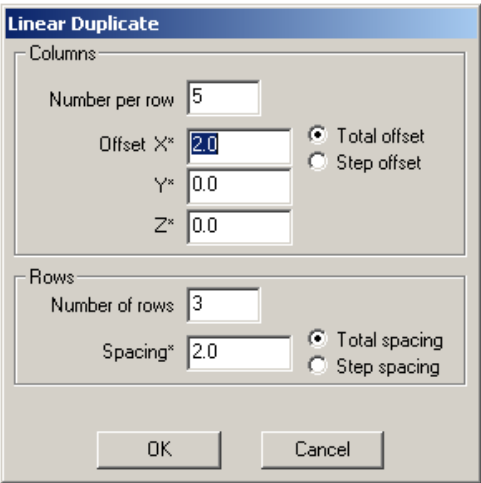 Linear Duplicate
Columns
Number per row 5
Offset X* 2.0 Total offset
Step offset
Y* 0.0
Z* 0.0
Rows
Number of rows 3
Spacing* 2.0 Total spacing
Step spacing
OK Cancel